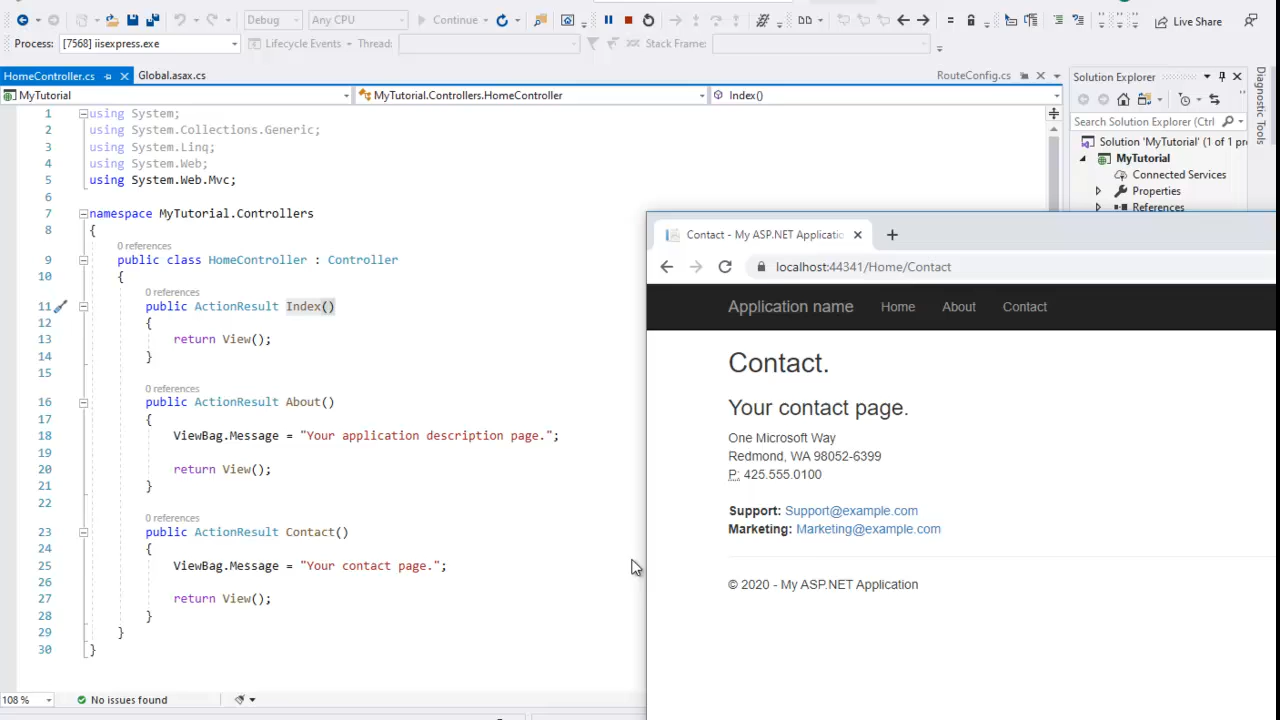 Debug Any CPU Continue Live Share
Process: [7568] iisexpress.exe Lifecycle Events Thread: Stack Frame:
HomeController.cs Global.asax.cs RouteConfig.cs
MyTutorial MyTutorial.Controllers.HomeController Index()
1 using System;
2 using System.Collections.Generic;
3 using System.Linq;
4 using System.Web;
5 using System.Web.Mvc;
6
7 namespace MyTutorial.Controllers
8 {
0 references
9 public class HomeController : Controller
10 {
0 references
11 public ActionResult Index()
12 {
13 return View();
14 }
15
0 references
16 public ActionResult About()
17 {
18 ViewBag.Message = "Your application description page.";
19
20 return View();
21 }
22
0 references
23 public ActionResult Contact()
24 {
25 ViewBag.Message = "Your contact page.";
26
27 return View();
28 }
29 }
30 }
108 % No issues found
Solution Explorer
Search Solution Explorer (Ctrl
Solution 'MyTutorial' (1 of 1 pr
MyTutorial
Connected Services
Properties
References
Diagnostic Tools
Contact - My ASP.NET Applicatio
localhost:44341/Home/Contact
Application name Home About Contact
Contact.
Your contact page.
One Microsoft Way
Redmond, WA 98052-6399
P: 425.555.0100
Support: Support@example.com
Marketing: Marketing@example.com
© 2020 - My ASP.NET Application